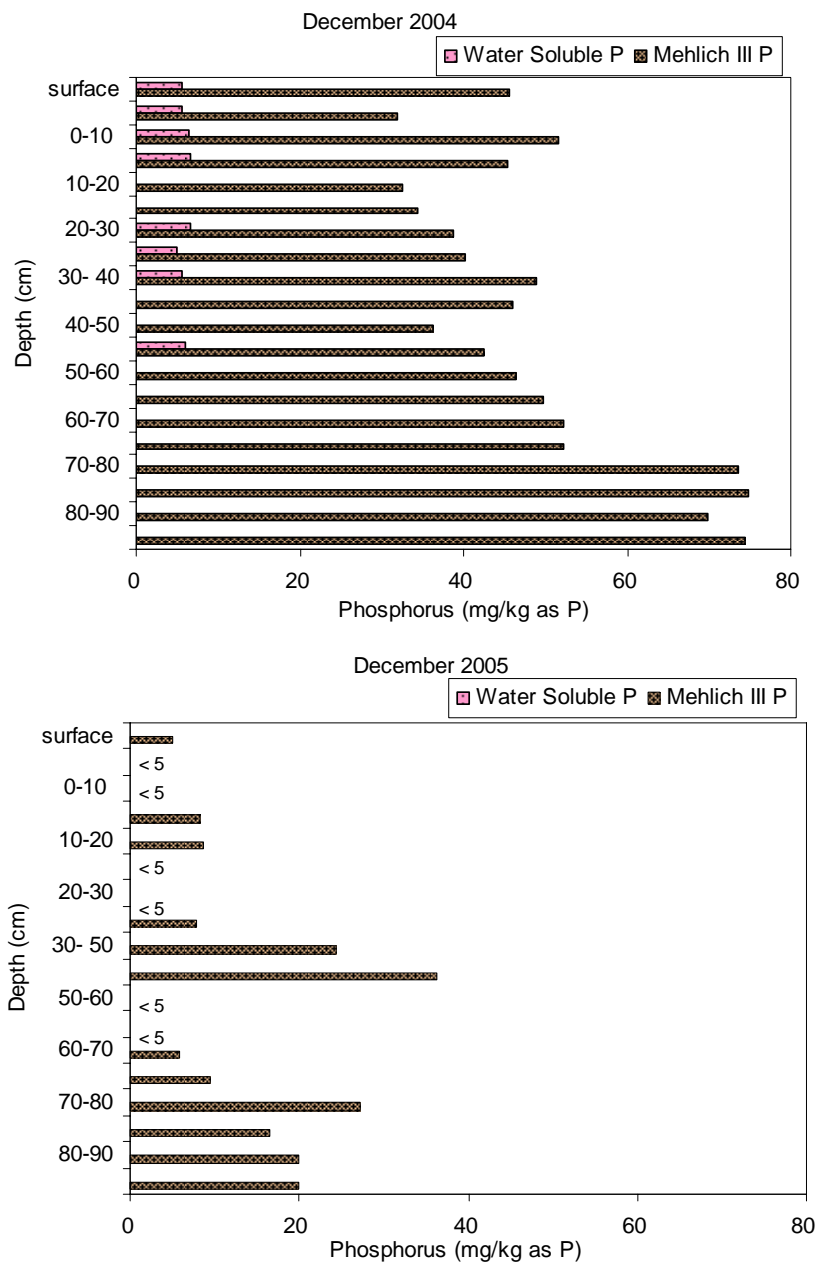 December 2004
Water Soluble P Mehlich III P
surface
0-10
10-20
20-30
30- 40
40-50
50-60
60-70
70-80
80-90
Depth (cm)
0 20 40 60 80
Phosphorus (mg/kg as P)
December 2005
Water Soluble P Mehlich III P
surface
< 5
0-10 < 5
10-20
< 5
20-30
< 5
30- 50
50-60 < 5
< 5
60-70
70-80
80-90
Depth (cm)
0 20 40 60 80
Phosphorus (mg/kg as P)